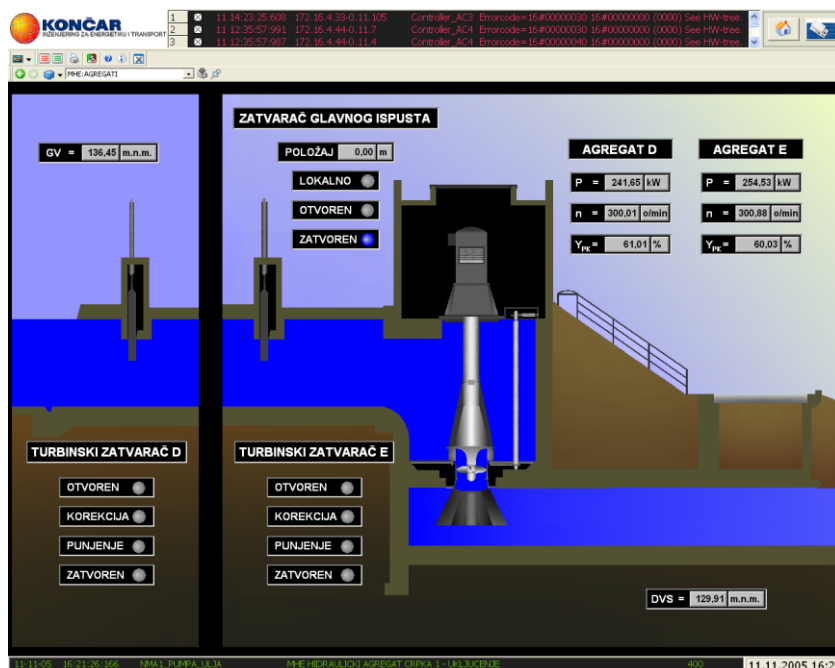 KONČAR
INŽENJERING ZA ENERGETIKU I TRANSPORT
1 11 14:23:25:608 172.16.4.33-0.11.105 Controller_AC3 Errorcode=16#00000030 16#00000000 (0000) See HW-tree.
2 11 12:35:57:991 172.16.4.44-0.11.7 Controller_AC4 Errorcode=16#00000030 16#00000000 (0000) See HW-tree.
3 11 12:35:57:987 172.16.4.44-0.11.4 Controller_AC4 Errorcode=16#00000040 16#00000000 (0000) See HW-tree.
MHE:AGREGATI
ZATVARAČ GLAVNOG ISPUSTA
GV = 136,45 m.n.m.
POLOŽAJ 0,00 m
LOKALNO
OTVOREN
ZATVOREN
AGREGAT D
P = 241,65 kW
n = 300,01 o/min
YPK= 61,01 %
AGREGAT E
P = 254,53 kW
n = 300,88 o/min
YPK= 60,03 %
TURBINSKI ZATVARAČ D
OTVOREN
KOREKCIJA
PUNJENJE
ZATVOREN
TURBINSKI ZATVARAČ E
OTVOREN
KOREKCIJA
PUNJENJE
ZATVOREN
DVS = 129,91 m.n.m.
11-11-05 16:21:26:166 NMA1_PUMPA_ULJA MHE HIDRAULICKI AGREGAT CRPKA 1 - UKLJUCENJE 400 11.11.2005 16:2